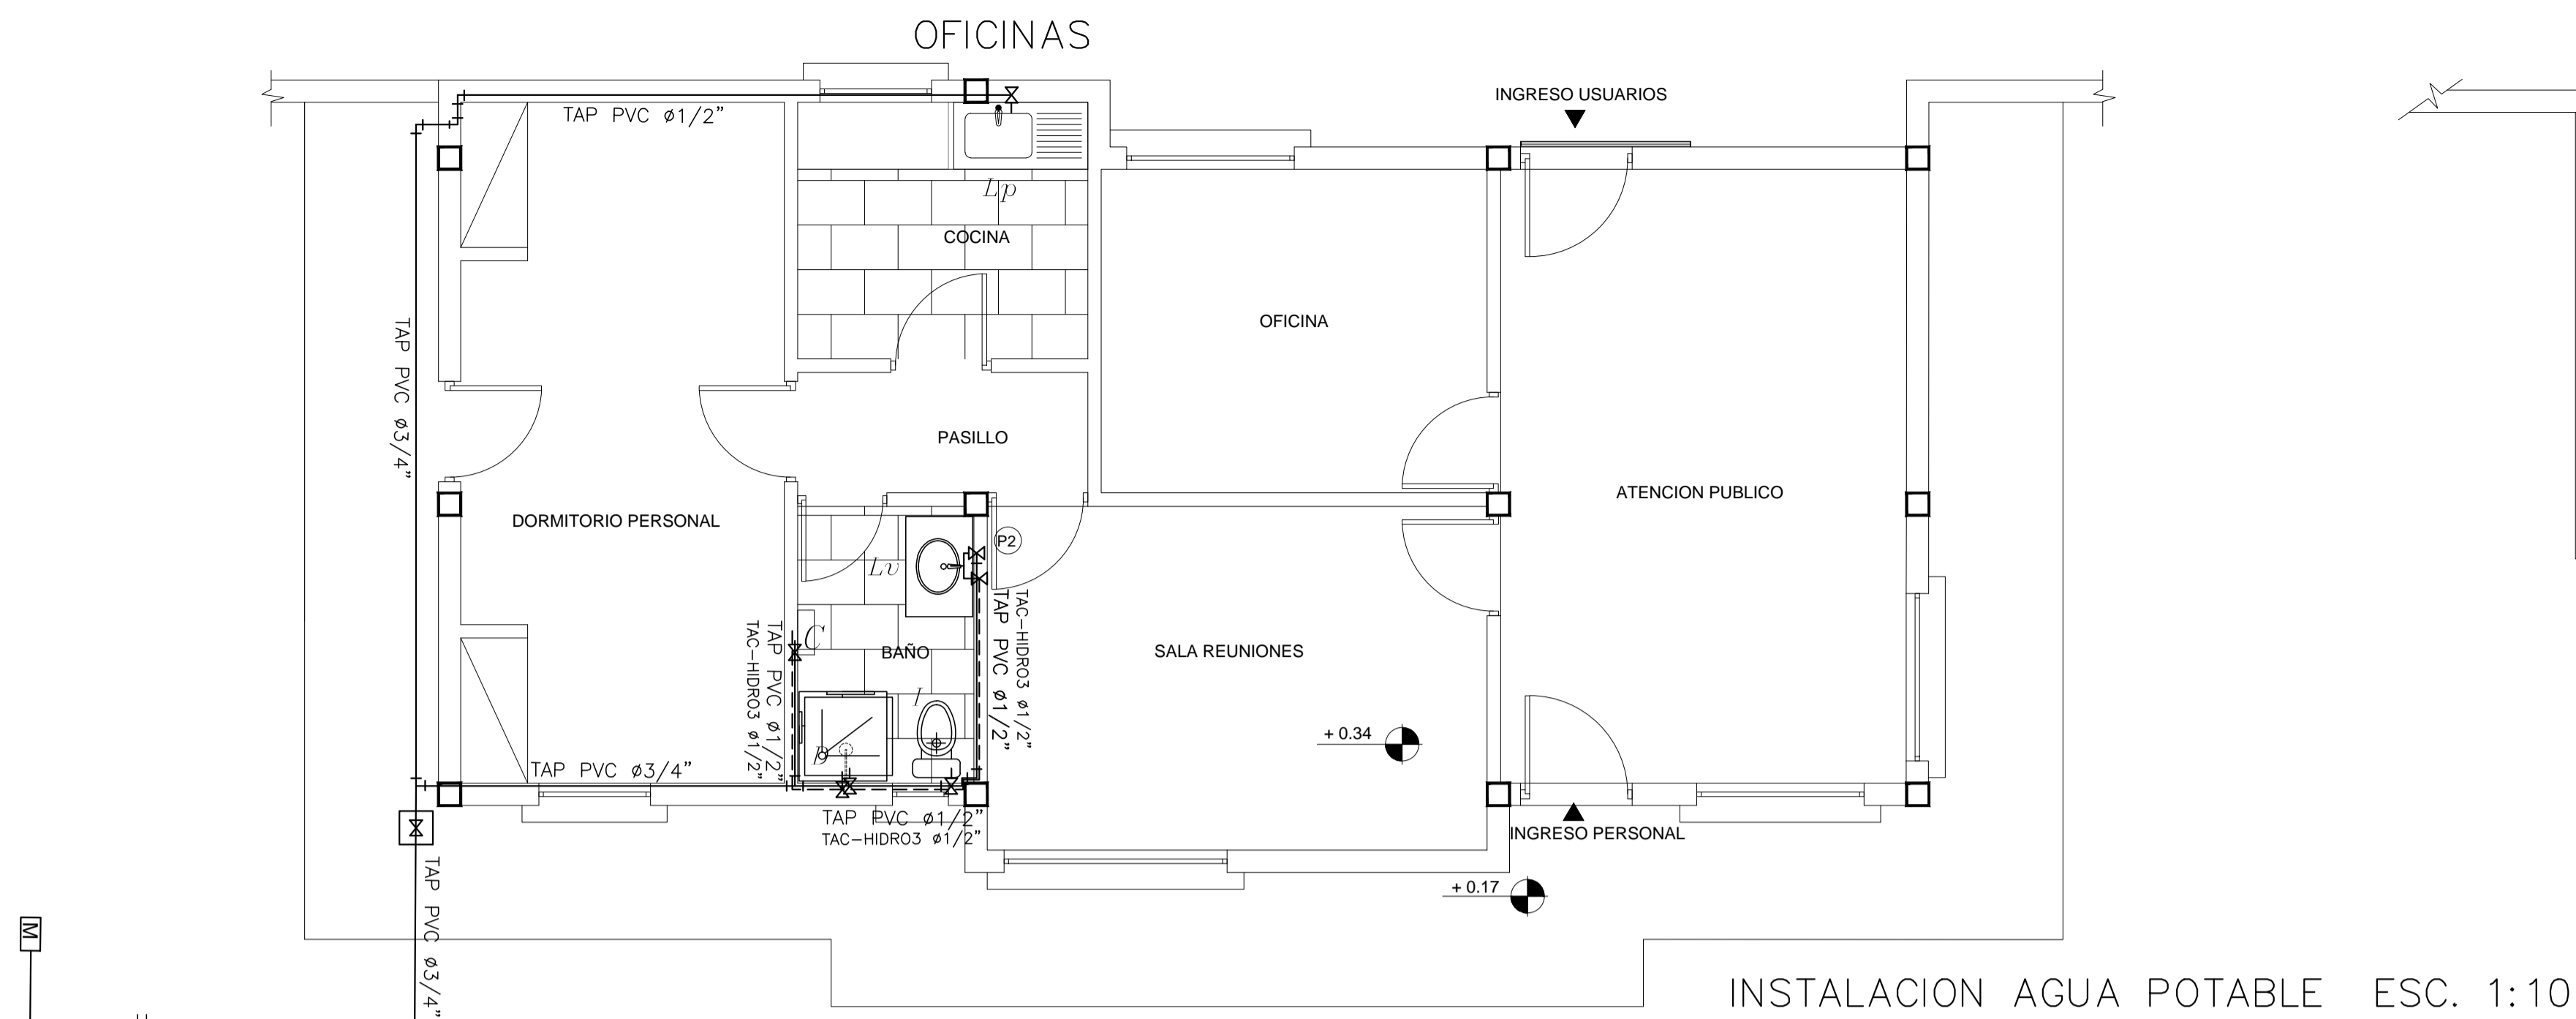 OFICINAS
INGRESO USUARIOS
TAP PVC ø1/2”
Lp
COCINA
OFICINA
TAP PVC ø3/4”
PASILLO
ATENCION PUBLICO
DORMITORIO PERSONAL
P2
Lv
TAC-HIDRO3 ø1/2”
TAP PVC ø1/2”
C
TAP PVC ø1/2”
TAC-HIDRO3 ø1/2”
BAÑO
SALA REUNIONES
I
+ 0.34
TAP PVC ø3/4”
TAP PVC ø1/2”
TAC-HIDRO3 ø1/2”
INGRESO PERSONAL
TAP PVC ø3/4”
+ 0.17
M
INSTALACION AGUA POTABLE ESC. 1:10